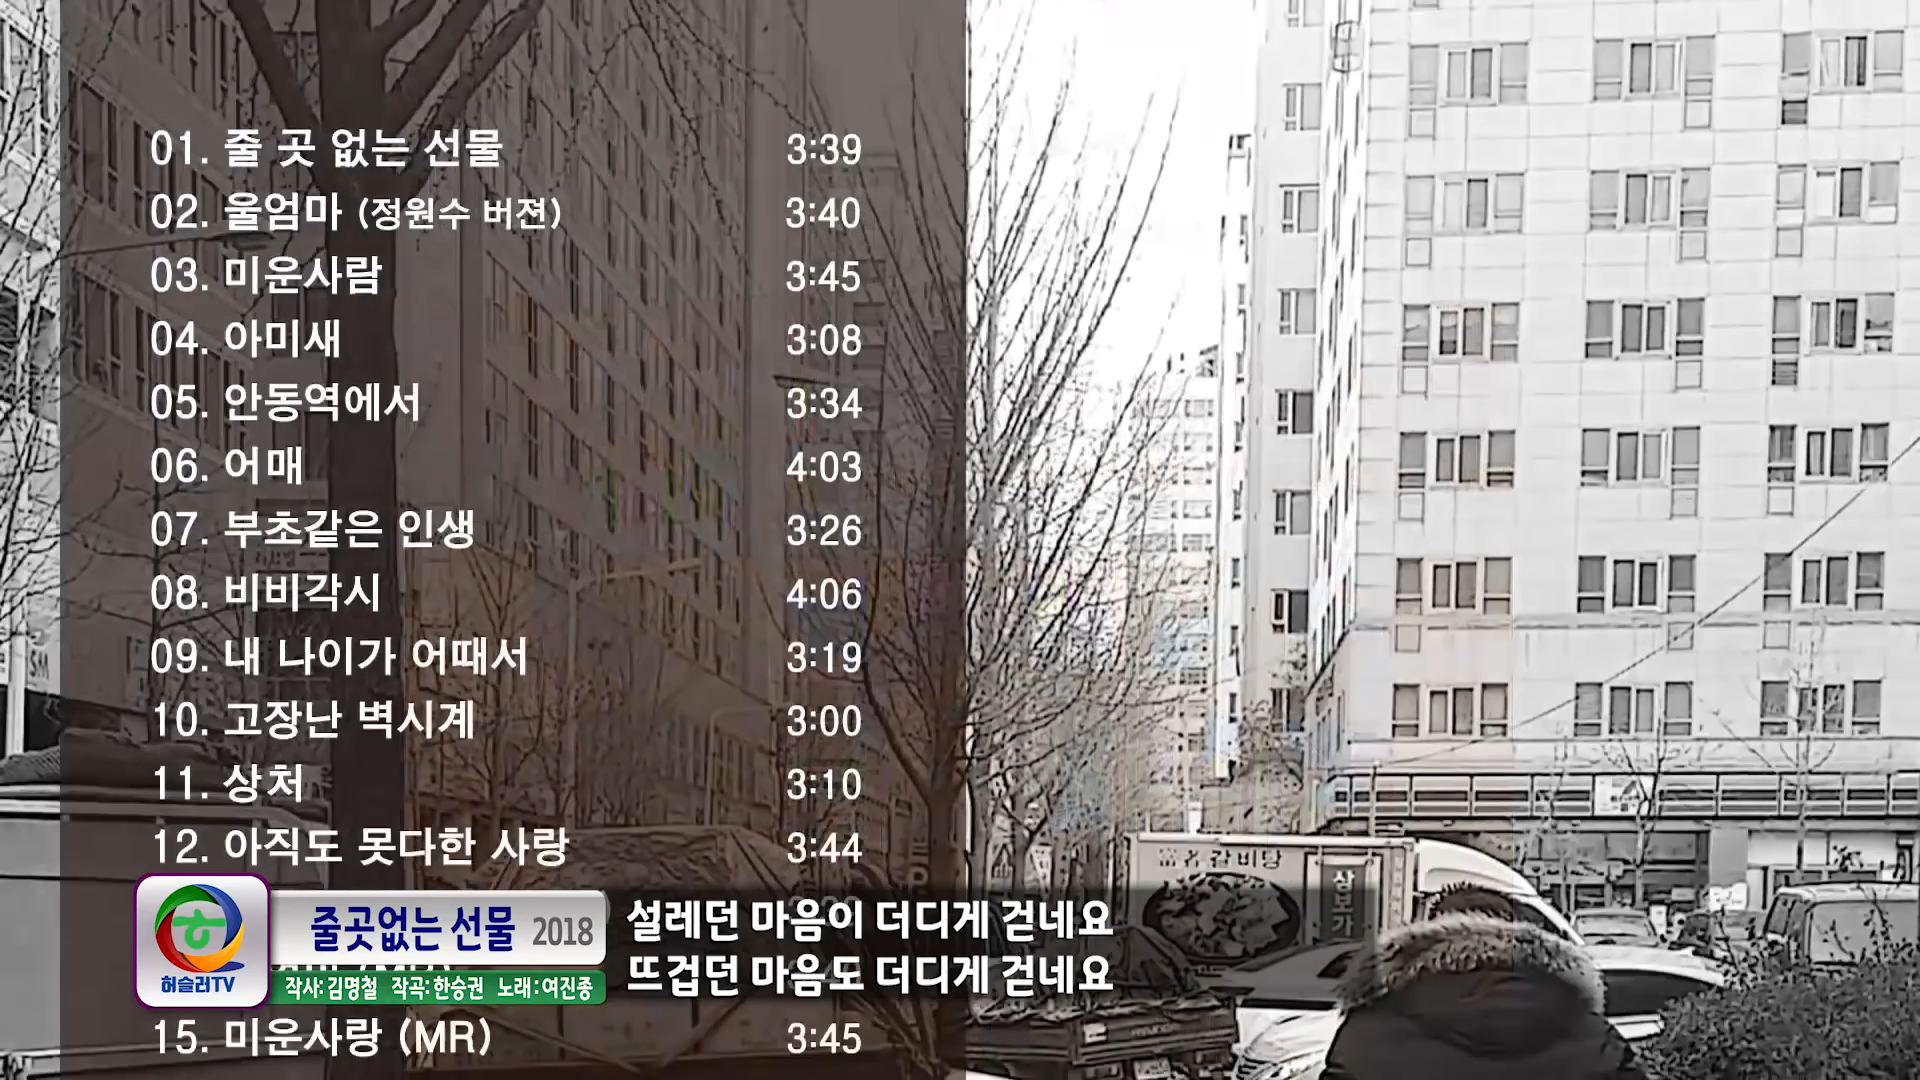 01. 줄 곳 없는 선물 3:39
02. 울엄마 (정원수 버젼) 3:40
03. 미운사람 3:45
04. 아미새 3:08
05. 안동역에서 3:34
06. 어매 4:03
07. 부초같은 인생 3:26
08. 비비각시 4:06
09. 내 나이가 어때서 3:19
10. 고장난 벽시계 3:00
11. 상처 3:10
12. 아직도 못다한 사랑 3:44
줄곳없는 선물 2018
작사:김명철 작곡:한승권 노래:여진종
허슬러TV
설레던 마음이 더디게 걷네요
뜨겁던 마음도 더디게 걷네요
15. 미운사랑 (MR) 3:45
갈비탕
SM